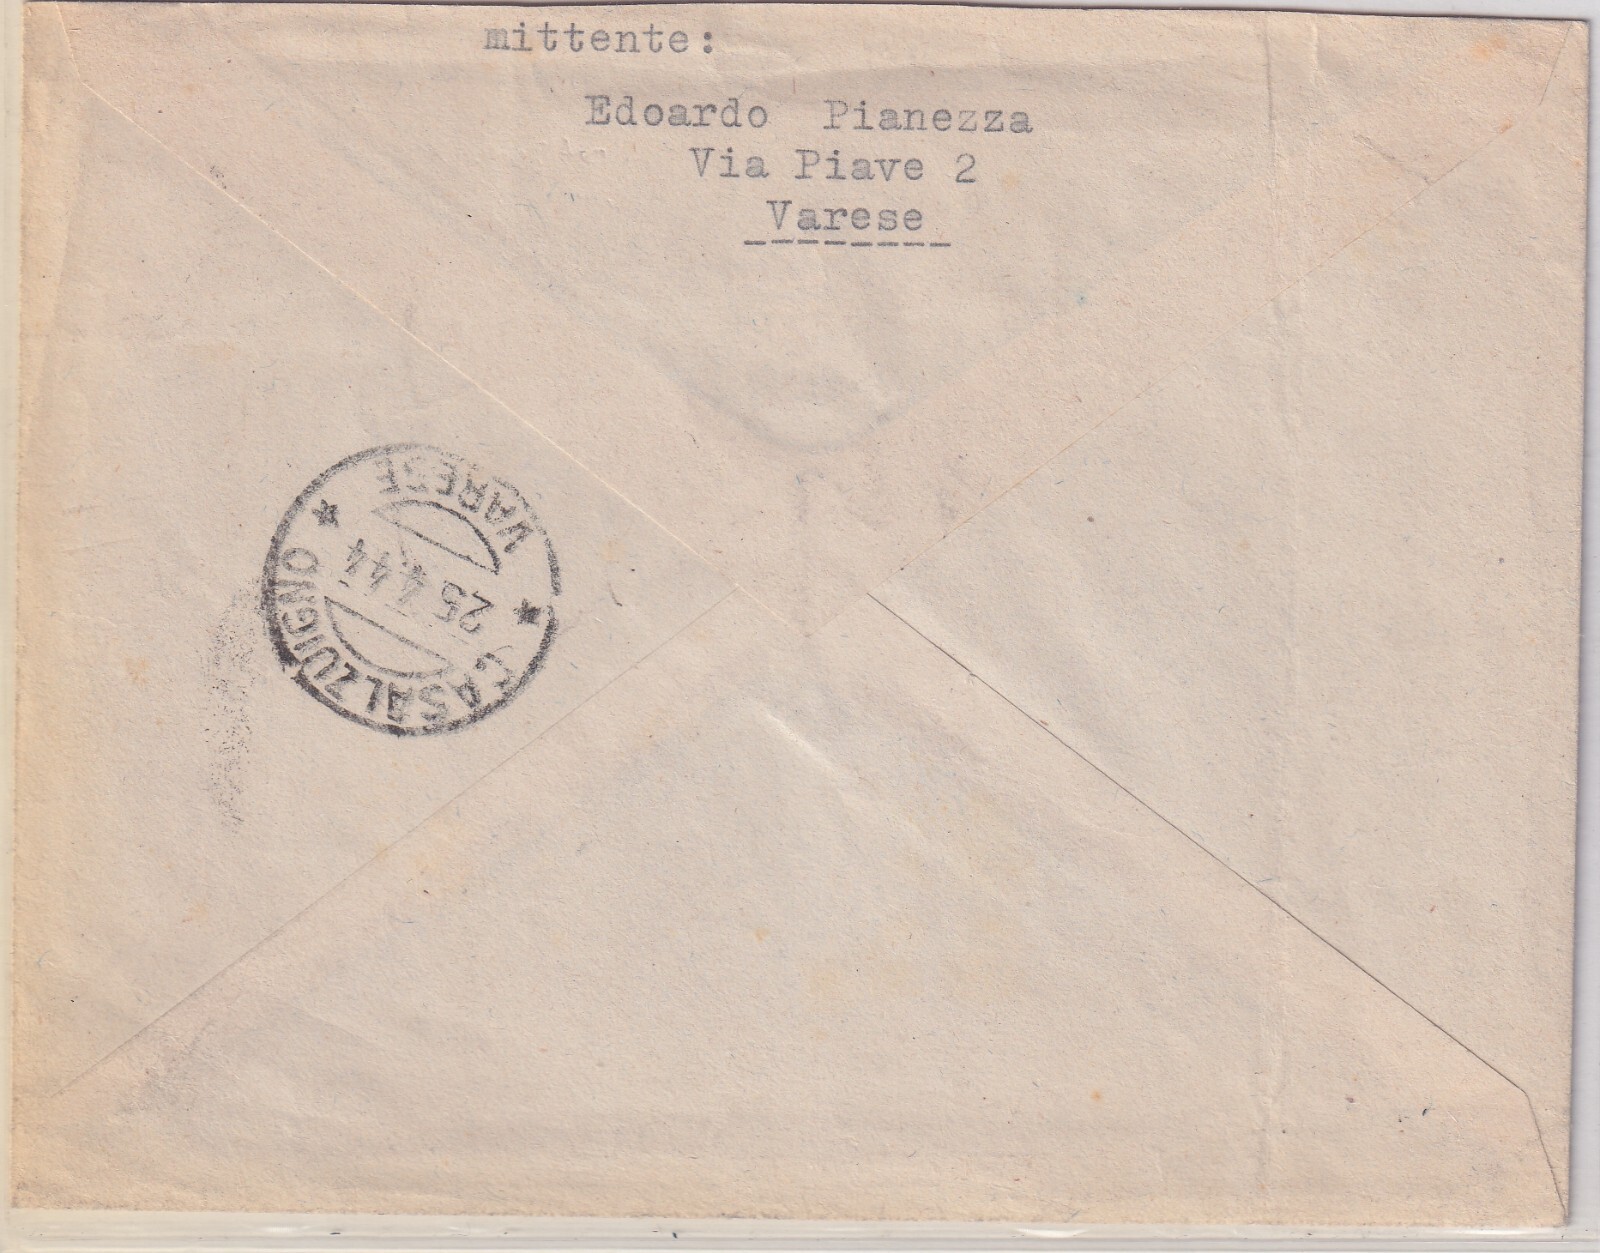 mittente:
Edoardo Pianezza
Via Piave 2
Varese
CASALZUIGNO
25.4.44
VARESE